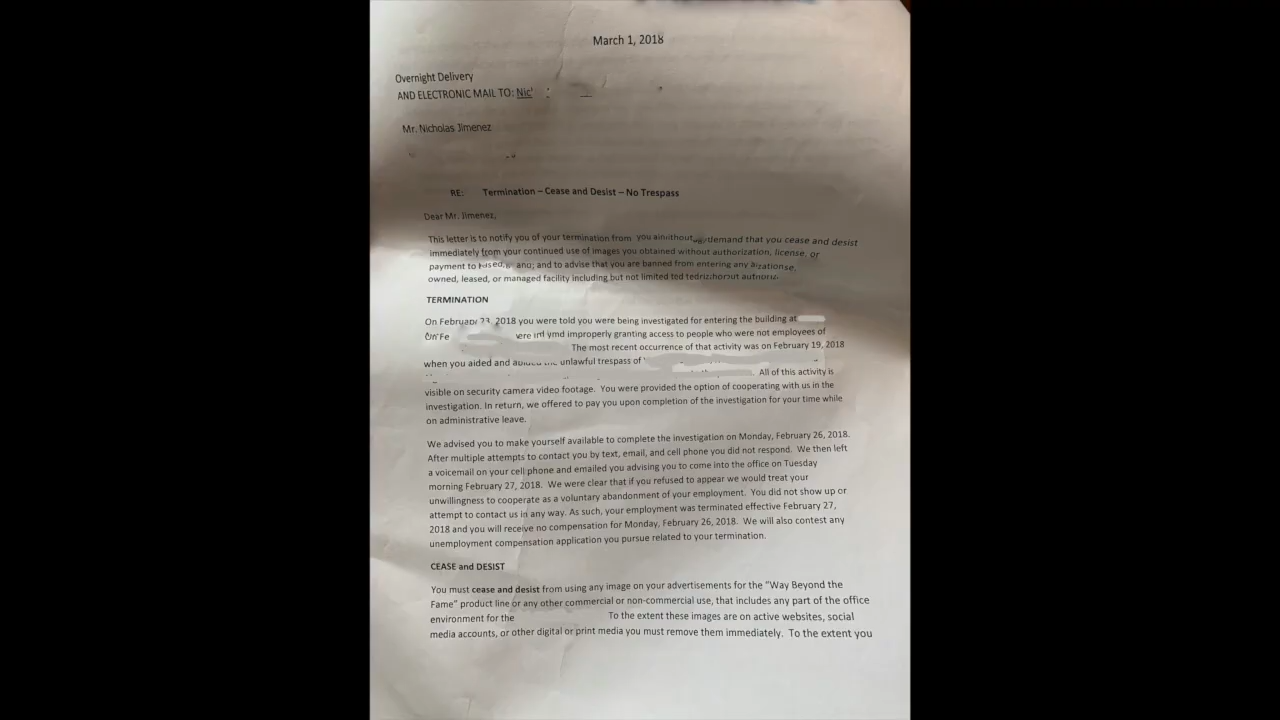 March 1, 2018
Overnight Delivery
AND ELECTRONIC MAIL TO: Nic'
Mr. Nicholas Jimenez
RE: Termination – Cease and Desist – No Trespass
Dear Mr. Jimenez,
This letter is to notify you of your termination from demand that you cease and desist
immediately from your continued use of images you obtained without authorization, license, or
payment to and to advise that you are banned from entering any
owned, leased, or managed facility including but not limited
TERMINATION
On February 23, 2018 you were told you were being investigated for entering the building at
improperly granting access to people who were not employees of
The most recent occurrence of that activity was on February 19, 2018
when you aided and unlawful trespass of
All of this activity is
visible on security camera video footage. You were provided the option of cooperating with us in the
investigation. In return, we offered to pay you upon completion of the investigation for your time while
on administrative leave.
We advised you to make yourself available to complete the investigation on Monday, February 26, 2018.
After multiple attempts to contact you by text, email, and cell phone you did not respond. We then left
a voicemail on your cell phone and emailed you advising you to come into the office on Tuesday
morning February 27, 2018. We were clear that if you refused to appear we would treat your
unwillingness to cooperate as a voluntary abandonment of your employment. You did not show up or
attempt to contact us in any way. As such, your employment was terminated effective February 27,
2018 and you will receive no compensation for Monday, February 26, 2018. We will also contest any
unemployment compensation application you pursue related to your termination.
CEASE and DESIST
You must cease and desist from using any image on your advertisements for the "Way Beyond the
Fame" product line or any other commercial or non-commercial use, that includes any part of the office
environment for the To the extent these images are on active websites, social
media accounts, or other digital or print media you must remove them immediately. To the extent you